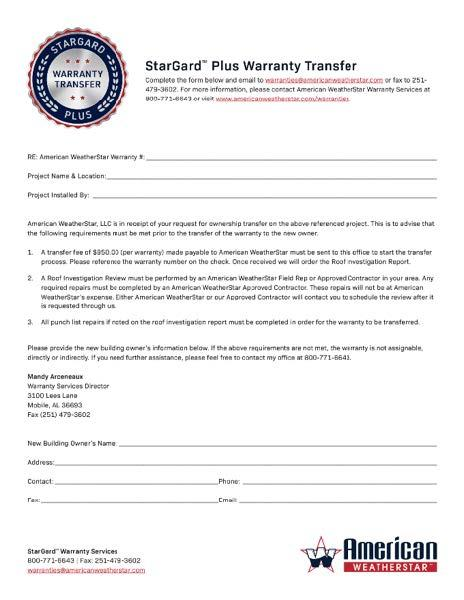 STARGARD
WARRANTY
TRANSFER
PLUS
StarGard™ Plus Warranty Transfer
Complete the form below and email to warranties@americanweatherstar.com or fax to 251-
479-3602. For more information, please contact American WeatherStar Warranty Services at
800-771-6643 or visit www.americanweatherstar.com/warranties.
RE: American WeatherStar Warranty #:
Project Name & Location:
Project Installed By:
American WeatherStar, LLC is in receipt of your request for ownership transfer on the above referenced project. This is to advise that
the following requirements must be met prior to the transfer of the warranty to the new owner.
1. A transfer fee of $350.00 (per warranty) made payable to American WeatherStar must be sent to this office to start the transfer
process. Please reference the warranty number on the check. Once received we will order the Roof Investigation Report.
2. A Roof Investigation Review must be performed by an American WeatherStar Field Rep or Approved Contractor in your area. Any
required repairs must be completed by an American WeatherStar Approved Contractor. These repairs will not be at American
WeatherStar's expense. Either American WeatherStar or our Approved Contractor will contact you to schedule the review after it
is requested through us.
3. All punch list repairs if noted on the roof investigation report must be completed in order for the warranty to be transferred.
Please provide the new building owner's information below. If the above requirements are not met, the warranty is not assignable,
directly or indirectly. If you need further assistance, please feel free to contact my office at 800-771-6643.
Mandy Arceneaux
Warranty Services Director
3100 Lees Lane
Mobile, AL 36693
Fax (251) 479-3602
New Building Owner's Name:
Address:
Contact: Phone:
Fax: Email:
StarGard™ Warranty Services
800-771-6643 | Fax: 251-479-3602
warranties@americanweatherstar.com
American
WEATHERSTAR™